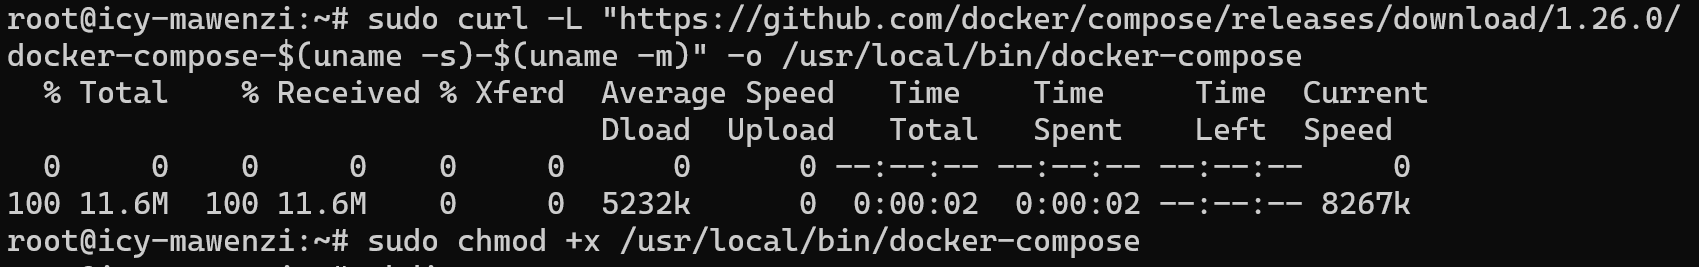 root@icy-mawenzi:~# sudo curl -L "https://github.com/docker/compose/releases/download/1.26.0/
docker-compose-$(uname -s)-$(uname -m)" -o /usr/local/bin/docker-compose
% Total % Received % Xferd Average Speed Time Time Time Current
Dload Upload Total Spent Left Speed
0 0 0 0 0 0 0 0 --:--:-- --:--:-- --:--:-- 0
100 11.6M 100 11.6M 0 0 5232k 0 0:00:02 0:00:02 --:--:-- 8267k
root@icy-mawenzi:~# sudo chmod +x /usr/local/bin/docker-compose